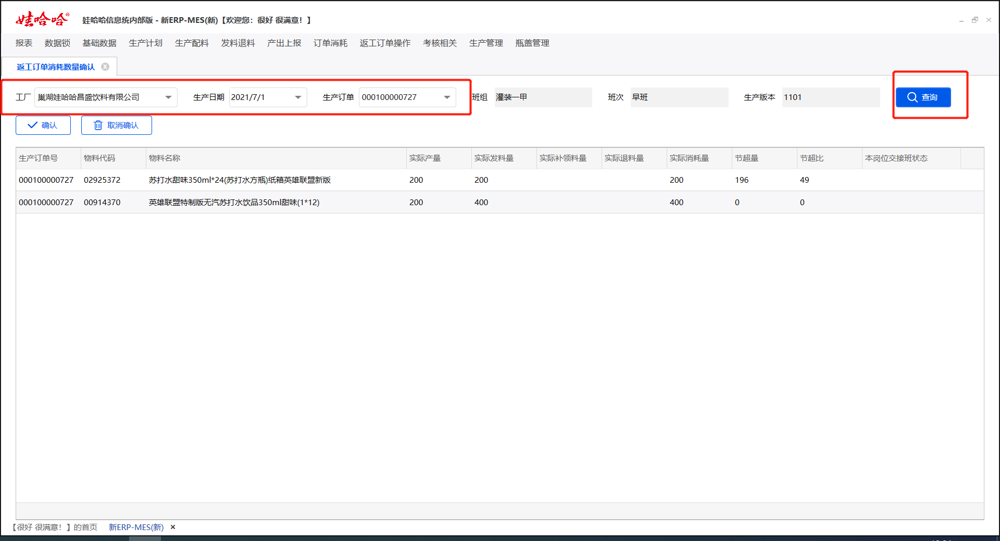 娃哈哈®
娃哈哈信息统内部版 - 新ERP-MES(新)【欢迎您：很好 很满意！】
报表 数据锁 基础数据 生产计划 生产配料 发料退料 产出上报 订单消耗 返工订单操作 考核相关 生产管理 瓶盖管理
返工订单消耗数量确认
工厂 巢湖娃哈哈昌盛饮料有限公司 生产日期 2021/7/1 生产订单 000100000727 班组 灌装一甲 班次 早班 生产版本 1101 查询
确认 取消确认
生产订单号 物料代码 物料名称 实际产量 实际发料量 实际补领料量 实际退料量 实际消耗量 节超量 节超比 本岗位交接班状态
000100000727 02925372 苏打水甜味350ml*24(苏打水方瓶)纸箱英雄联盟新版 200 200 200 196 49
000100000727 00914370 英雄联盟特制版无汽苏打水饮品350ml甜味(1*12) 200 400 400 0 0
【很好 很满意！】的首页 新ERP-MES(新)